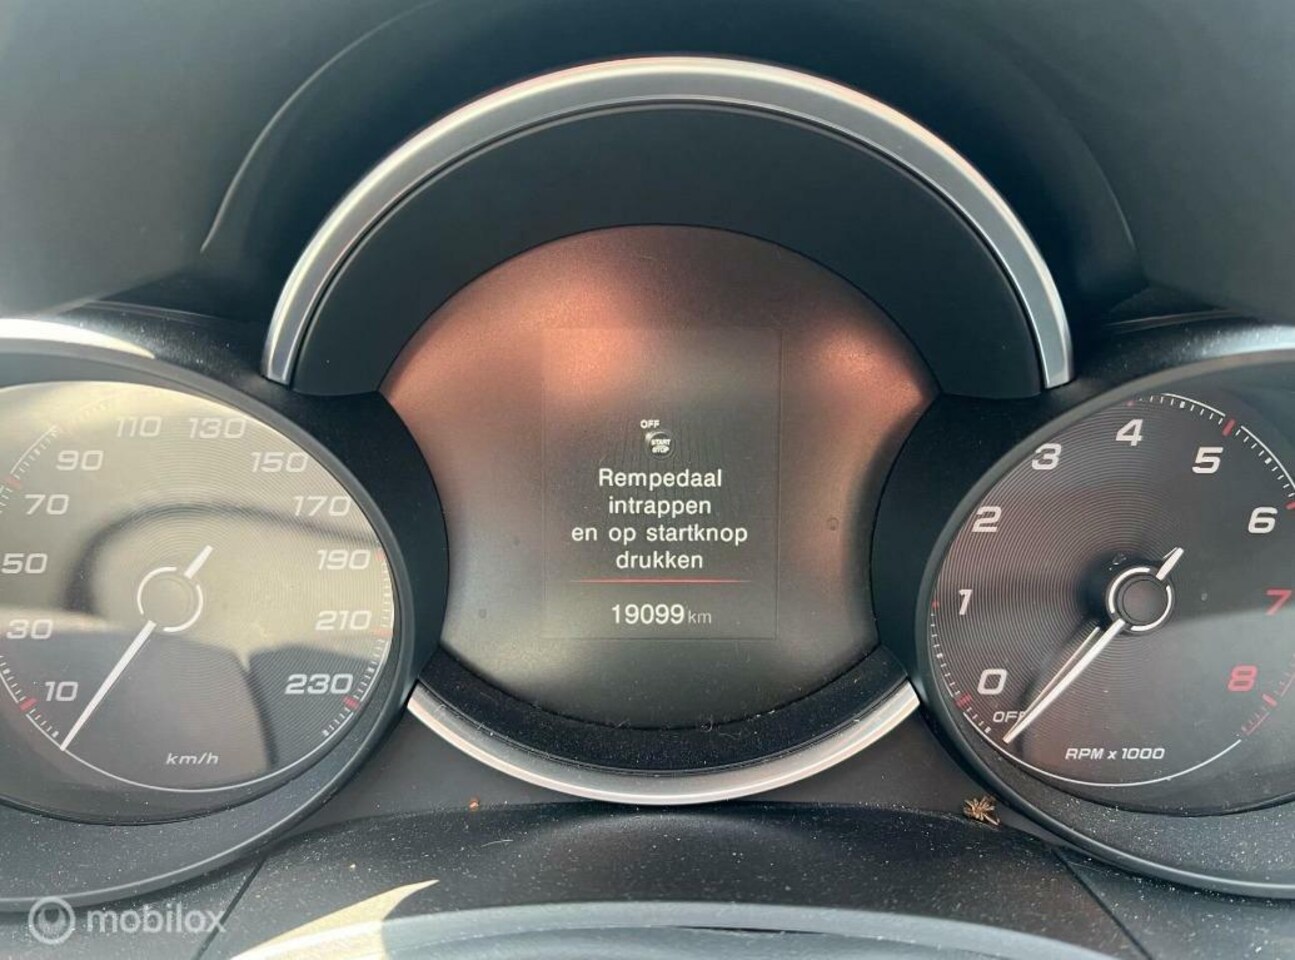 110 130
90
150
70
170
50
190
30
210
10
230
km/h
OFF
START
STOP
Rempedaal
intrappen
en op startknop
drukken
19099 km
4
3
5
2
6
1
7
0
8
OFF
RPM x 1000
mobilox